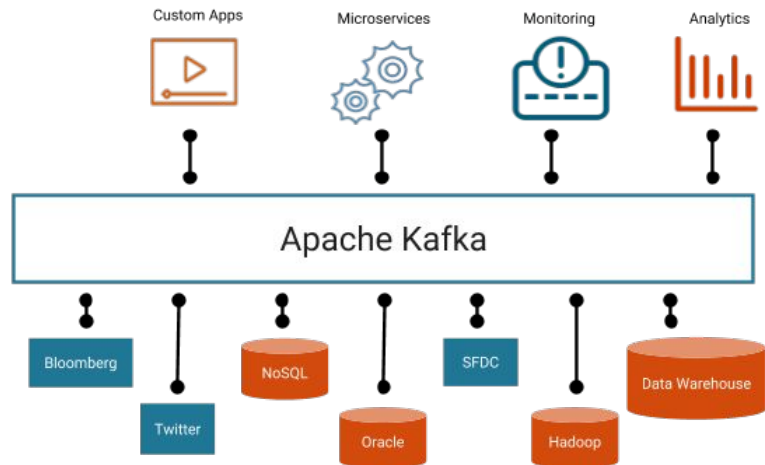 Custom Apps
Microservices
Monitoring
Analytics
Apache Kafka
Bloomberg
Twitter
NoSQL
Oracle
SFDC
Hadoop
Data Warehouse